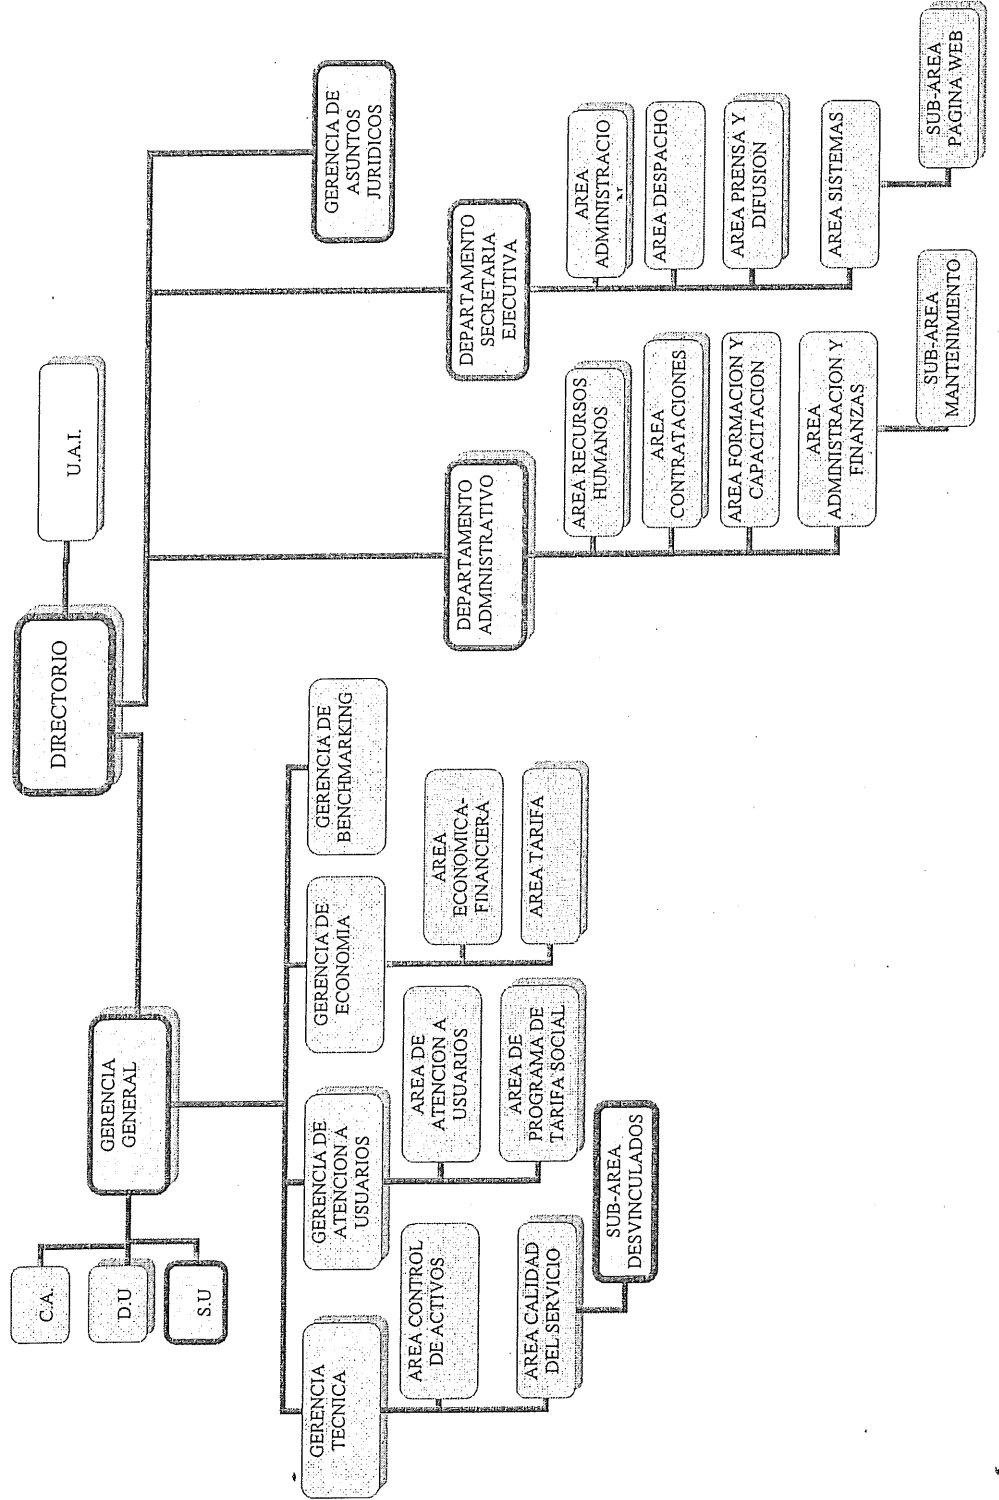 DIRECTORIO
U.A.I.
GERENCIA
GENERAL
C.A.
D.U
S.U
GERENCIA
TECNICA
AREA CONTROL
DE ACTIVOS
AREA CALIDAD
DEL SERVICIO
SUB-AREA
DESVINCULADOS
GERENCIA DE
ATENCION A
USUARIOS
AREA DE
ATENCION A
USUARIOS
AREA DE
PROGRAMA DE
TARIFA SOCIAL
GERENCIA DE
ECONOMIA
AREA
ECONOMICA-
FINANCIERA
AREA TARIFA
GERENCIA DE
BENCHMARKING
DEPARTAMENTO
ADMINISTRATIVO
AREA RECURSOS
HUMANOS
AREA
CONTRATACIONES
AREA FORMACION Y
CAPACITACION
AREA
ADMINISTRACION Y
FINANZAS
SUB-AREA
MANTENIMIENTO
DEPARTAMENTO
SECRETARIA
EJECUTIVA
AREA
ADMINISTRACIO
AREA DESPACHO
AREA PRENSA Y
DIFUSION
AREA SISTEMAS
SUB-AREA
PAGINA WEB
GERENCIA DE
ASUNTOS
JURIDICOS